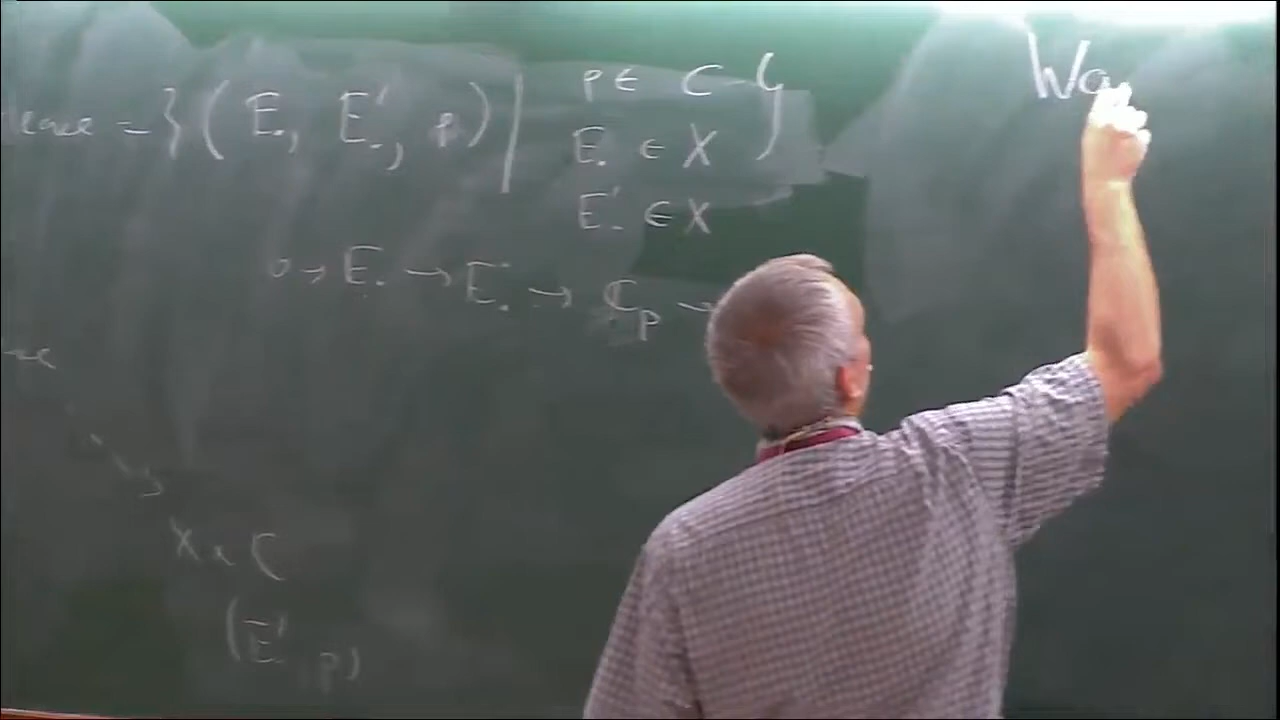 = { ( E., E.', p ) | p ∈ C }
E. ∈ X
E.' ∈ X
0 → E. → E.' → ℂ_p →
X × C
(E.', p)
Wa